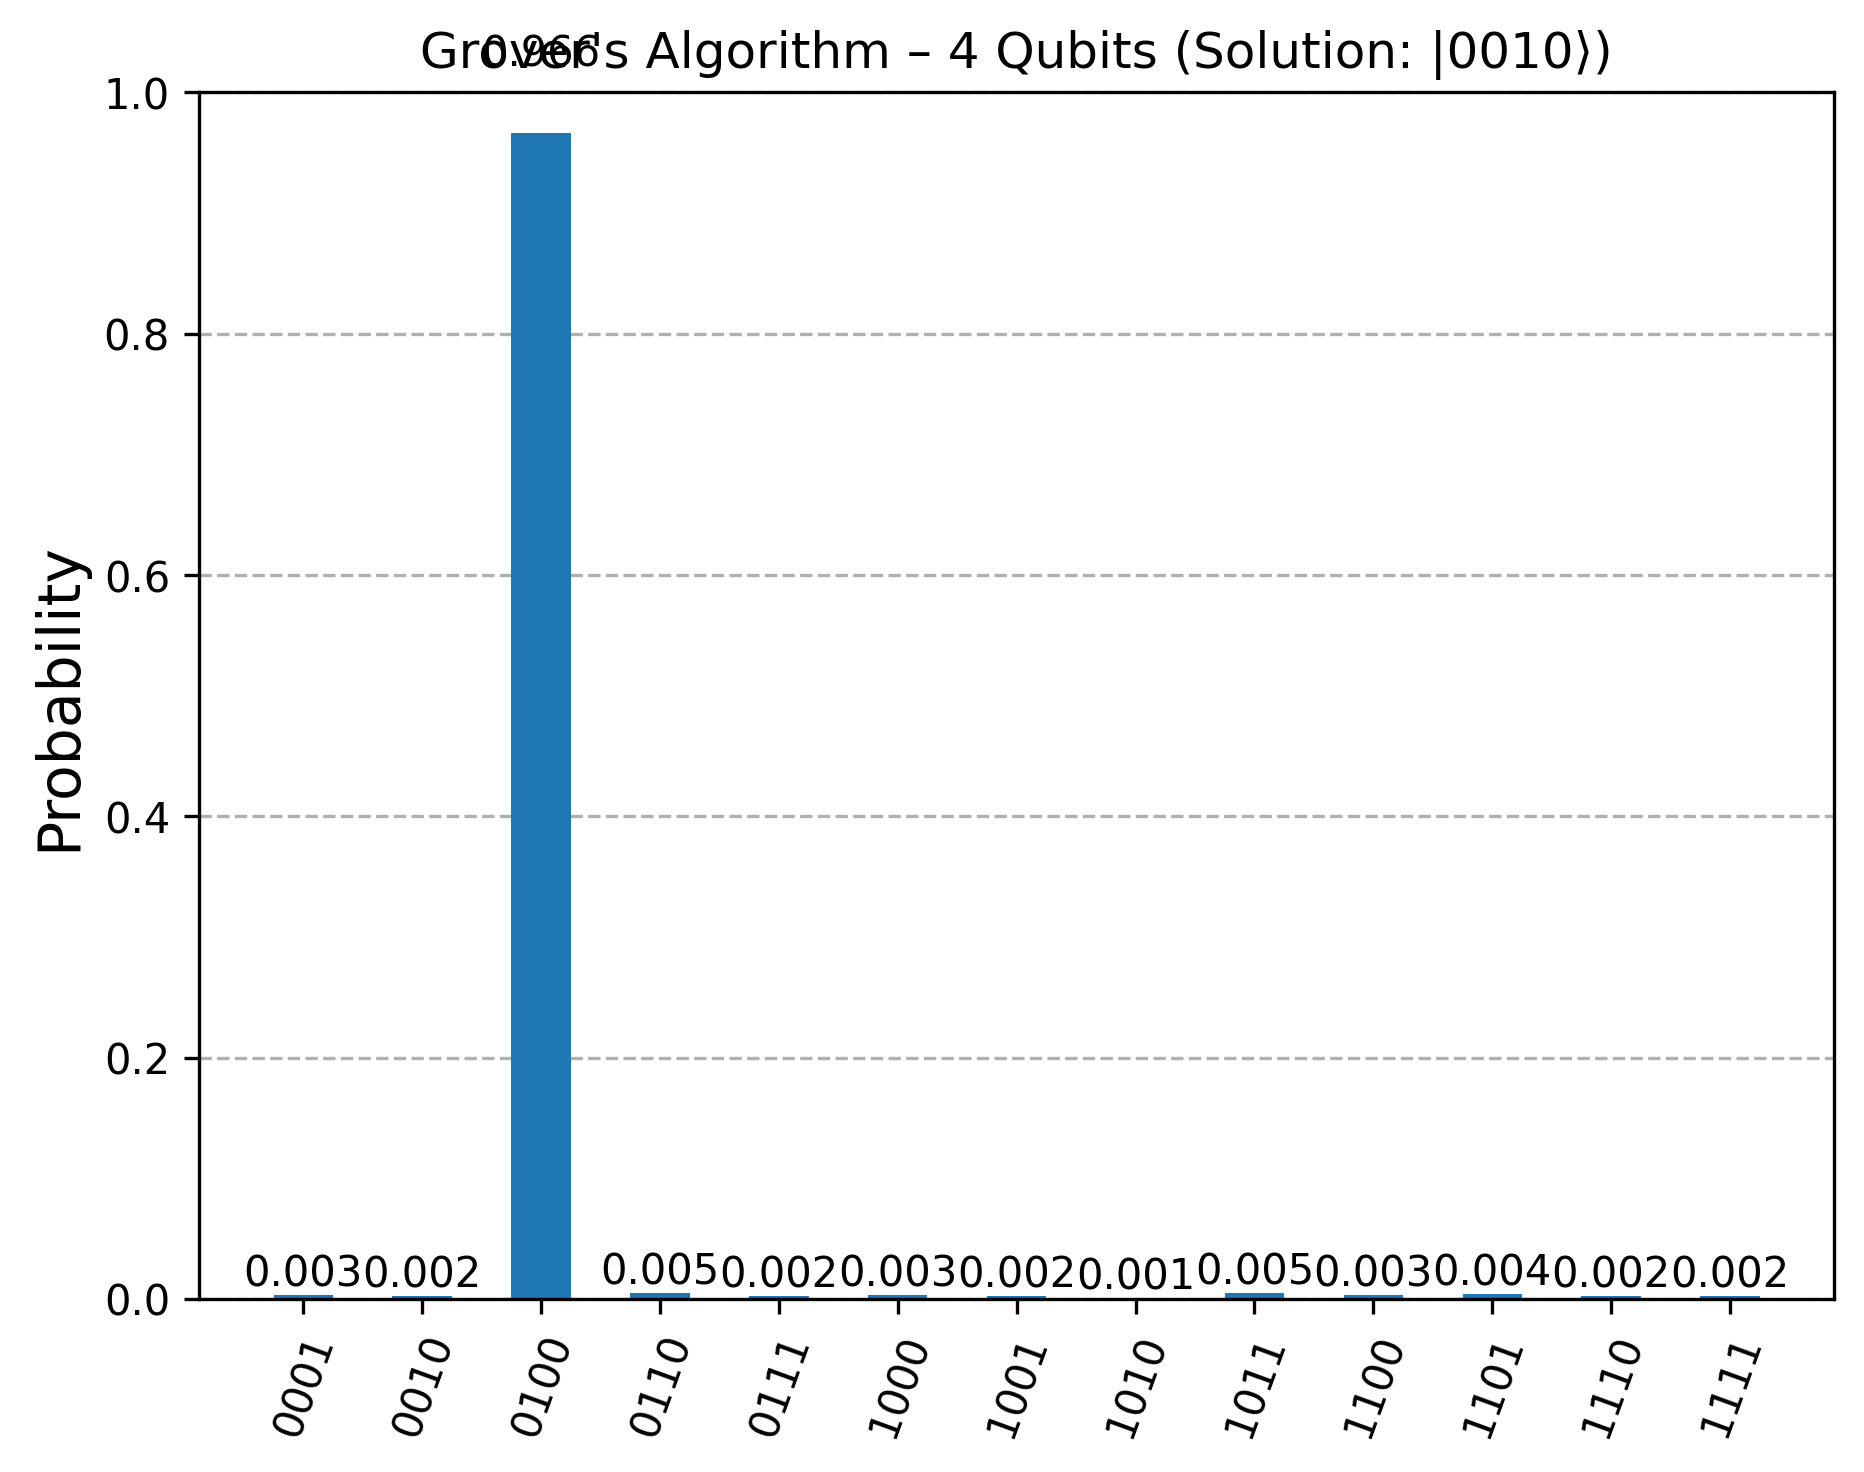 Grover's Algorithm – 4 Qubits (Solution: |0010⟩)
0.966
1.0
0.8
0.6
0.4
0.2
0.0
Probability
0.003 0.002 0.005 0.002 0.003 0.002 0.001 0.005 0.003 0.004 0.002 0.002
0001 0010 0100 0110 0111 1000 1001 1010 1011 1100 1101 1110 1111